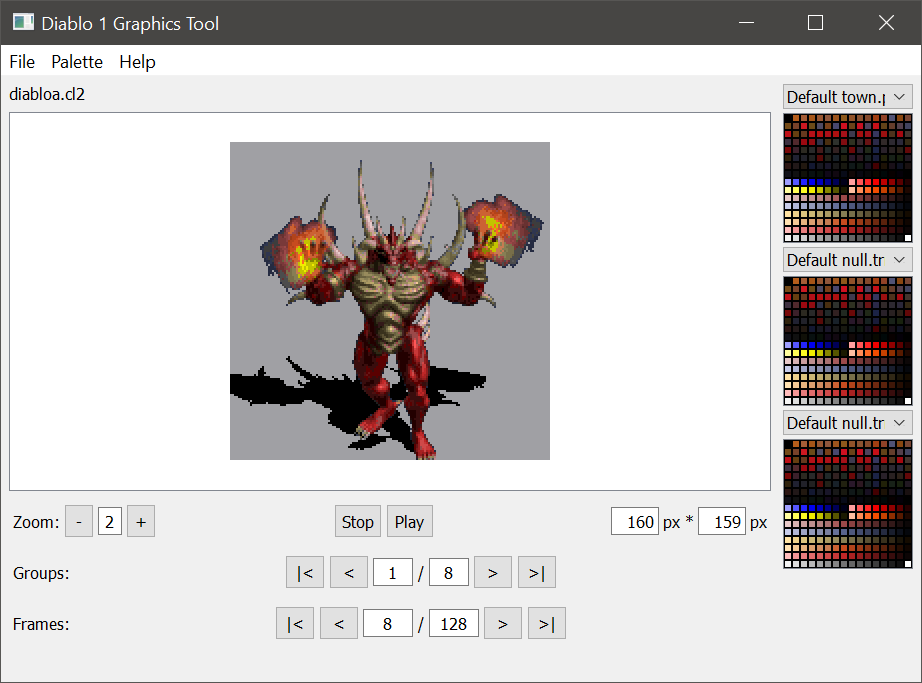 Diablo 1 Graphics Tool
File Palette Help
diabloa.cl2
Default town.p
Default null.tr
Default null.tr
Zoom: - 2 + Stop Play 160 px * 159 px
Groups: |< < 1 / 8 > >|
Frames: |< < 8 / 128 > >|